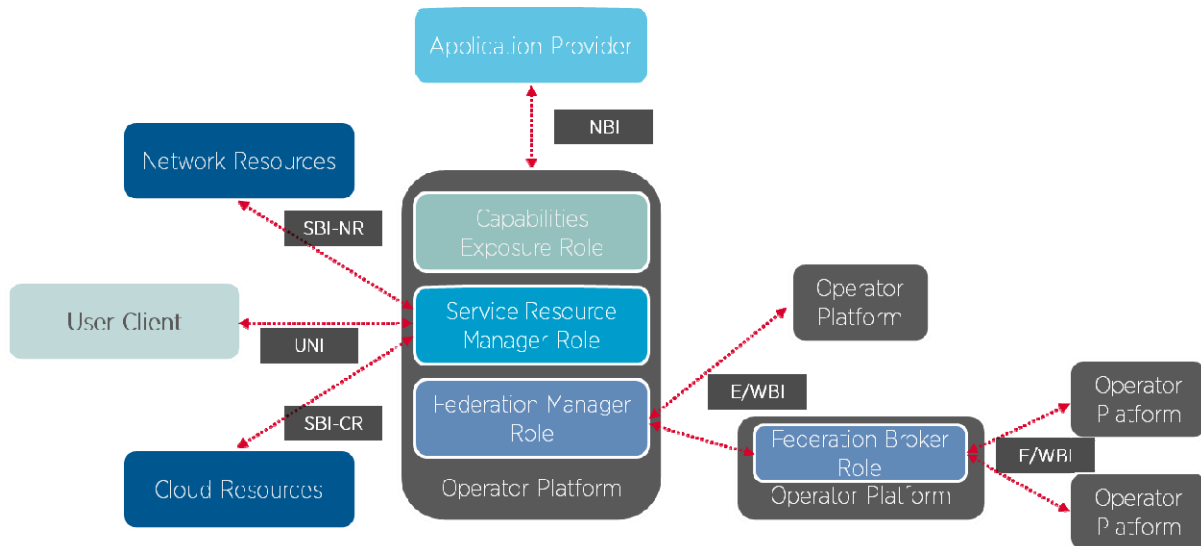 Application Provider
NBI
Network Resources
SBI-NR
Capabilities
Exposure Role
User Client
UNI
Service Resource
Manager Role
Operator
Platform
Federation Manager
Role
E/WBI
SBI-CR
Cloud Resources
Operator Platform
Federation Broker
Role
Operator Platform
E/WBI
Operator
Platform
Operator
Platform